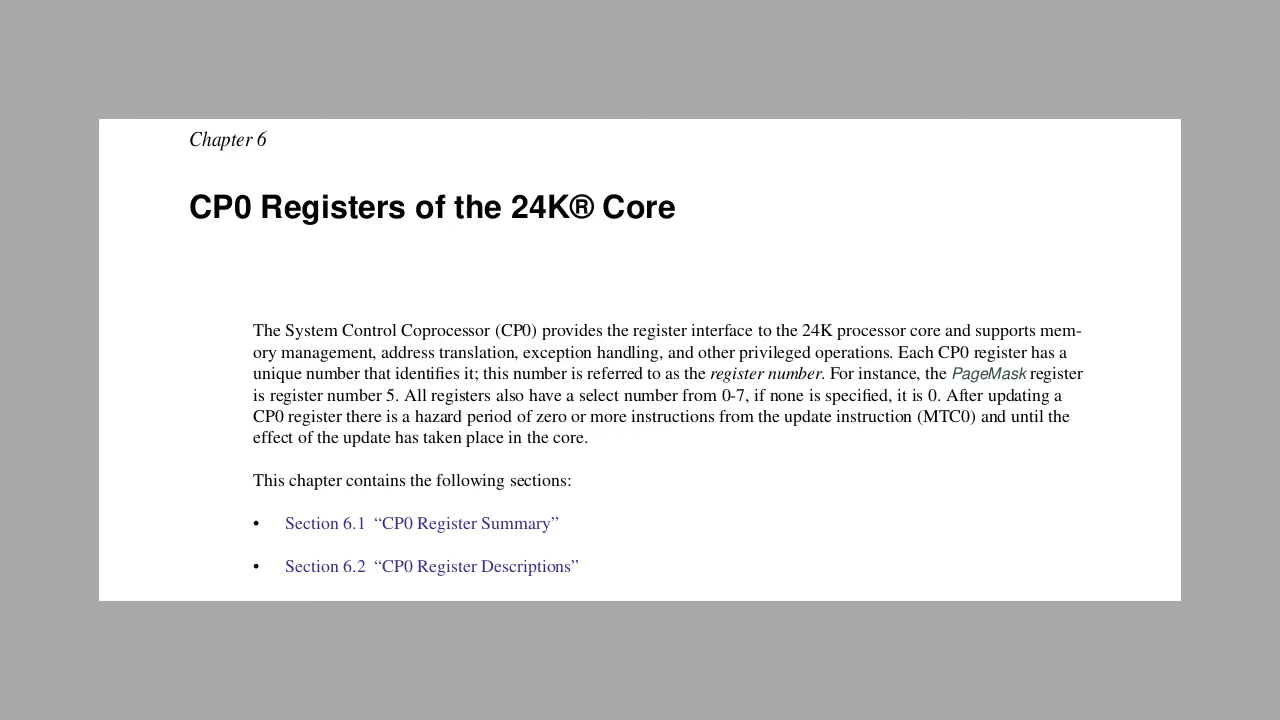 Chapter 6
CP0 Registers of the 24K® Core
The System Control Coprocessor (CP0) provides the register interface to the 24K processor core and supports mem-
ory management, address translation, exception handling, and other privileged operations. Each CP0 register has a
unique number that identifies it; this number is referred to as the register number. For instance, the PageMask register
is register number 5. All registers also have a select number from 0-7, if none is specified, it is 0. After updating a
CP0 register there is a hazard period of zero or more instructions from the update instruction (MTC0) and until the
effect of the update has taken place in the core.
This chapter contains the following sections:
• Section 6.1 “CP0 Register Summary”
• Section 6.2 “CP0 Register Descriptions”